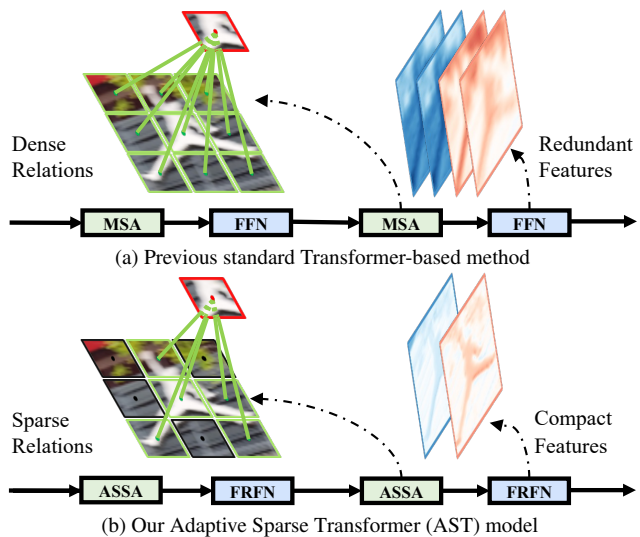 Dense
Relations
Redundant
Features
MSA
FFN
MSA
FFN
(a) Previous standard Transformer-based method
Sparse
Relations
Compact
Features
ASSA
FRFN
ASSA
FRFN
(b) Our Adaptive Sparse Transformer (AST) model